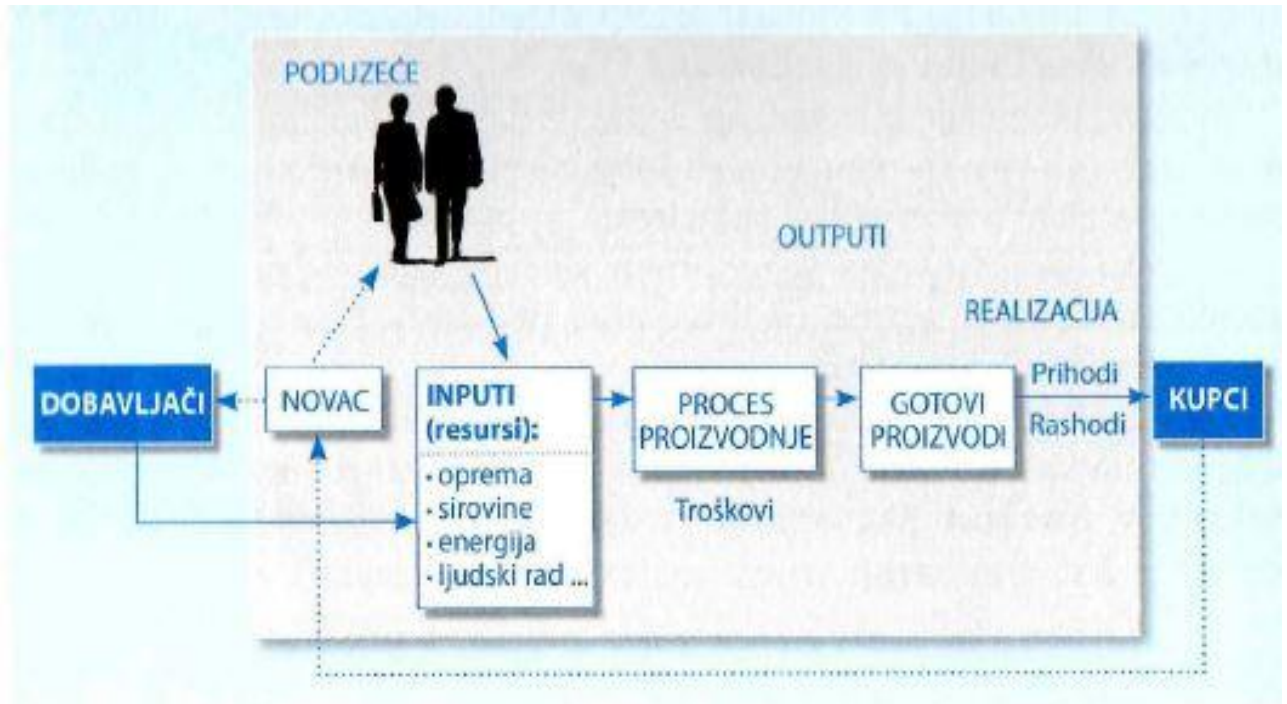 PODUZEĆE
OUTPUTI
REALIZACIJA
DOBAVLJAČI
NOVAC
INPUTI
(resursi):
• oprema
• sirovine
• energija
• ljudski rad ...
PROCES
PROIZVODNJE
Troškovi
GOTOVI
PROIZVODI
Prihodi
Rashodi
KUPCI